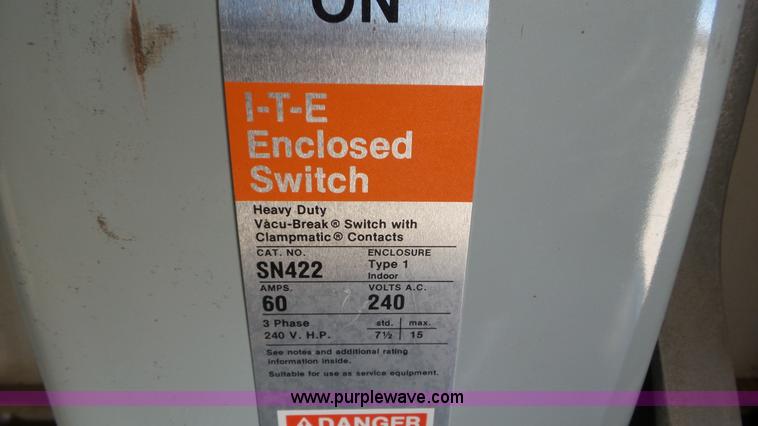 ON
I-T-E
Enclosed
Switch
Heavy Duty
Vacu-Break® Switch with
Clampmatic® Contacts
CAT. NO. ENCLOSURE
SN422 Type 1
Indoor
AMPS. VOLTS A.C.
60 240
3 Phase std. max.
240 V. H.P. 7½ 15
See notes and additional rating
information inside.
Suitable for use as service equipment.
www.purplewave.com
⚠ DANGER